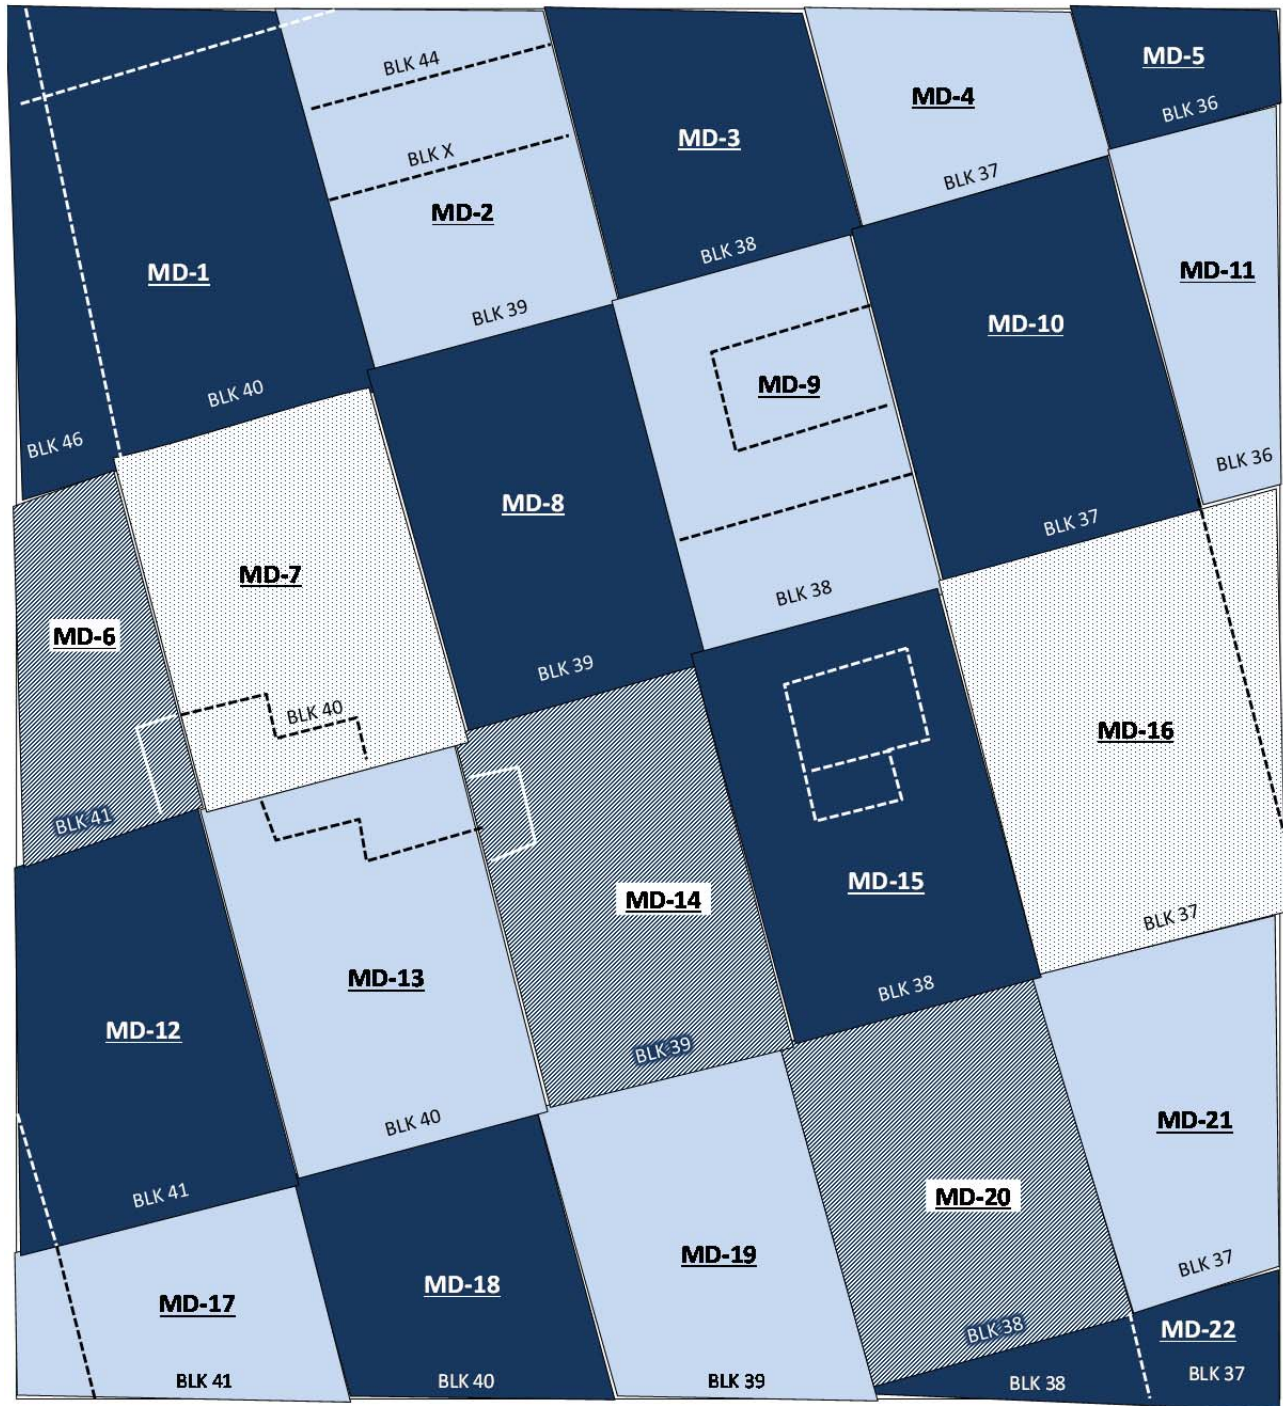 MD-5
BLK 44
MD-4
BLK 36
MD-3
BLK X
BLK 37
MD-2
BLK 38
MD-11
MD-1
BLK 39
MD-10
MD-9
BLK 40
BLK 46
BLK 36
MD-8
BLK 37
MD-7
BLK 38
MD-6
BLK 39
BLK 40
MD-16
BLK 41
MD-15
MD-14
BLK 37
MD-13
BLK 38
MD-12
BLK 39
BLK 40
MD-21
BLK 41
MD-20
MD-19
BLK 37
MD-18
MD-17
BLK 38
MD-22
BLK 41
BLK 40
BLK 39
BLK 38
BLK 37